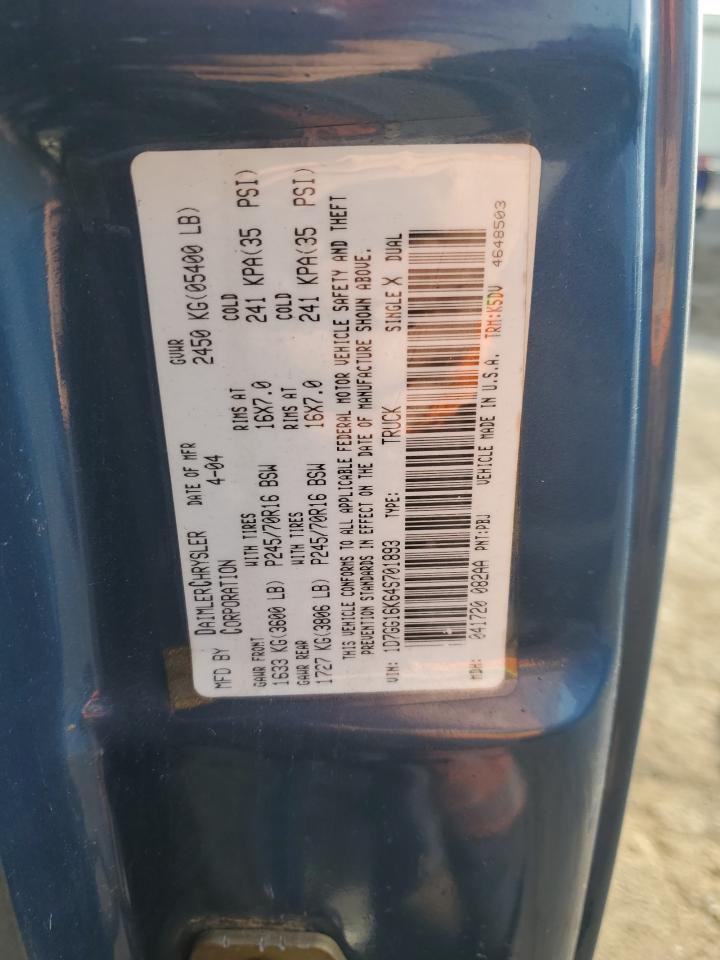 MFD BY DAIMLERCHRYSLER CORPORATION DATE OF MFR 4-04 GVWR 2450 KG(05400 LB)
GAWR FRONT WITH TIRES RIMS AT COLD
1633 KG(3600 LB) P245/70R16 BSW 16X7.0 241 KPA(35 PSI)
GAWR REAR WITH TIRES RIMS AT COLD
1727 KG(3806 LB) P245/70R16 BSW 16X7.0 241 KPA(35 PSI)
THIS VEHICLE CONFORMS TO ALL APPLICABLE FEDERAL MOTOR VEHICLE SAFETY AND THEFT
PREVENTION STANDARDS IN EFFECT ON THE DATE OF MANUFACTURE SHOWN ABOVE.
VIN: 1D7GG16K64S701893 TYPE: TRUCK SINGLE X DUAL
MDH: 041720 082AA PNT:PBJ VEHICLE MADE IN U.S.A. TRM:K5DV 4648503